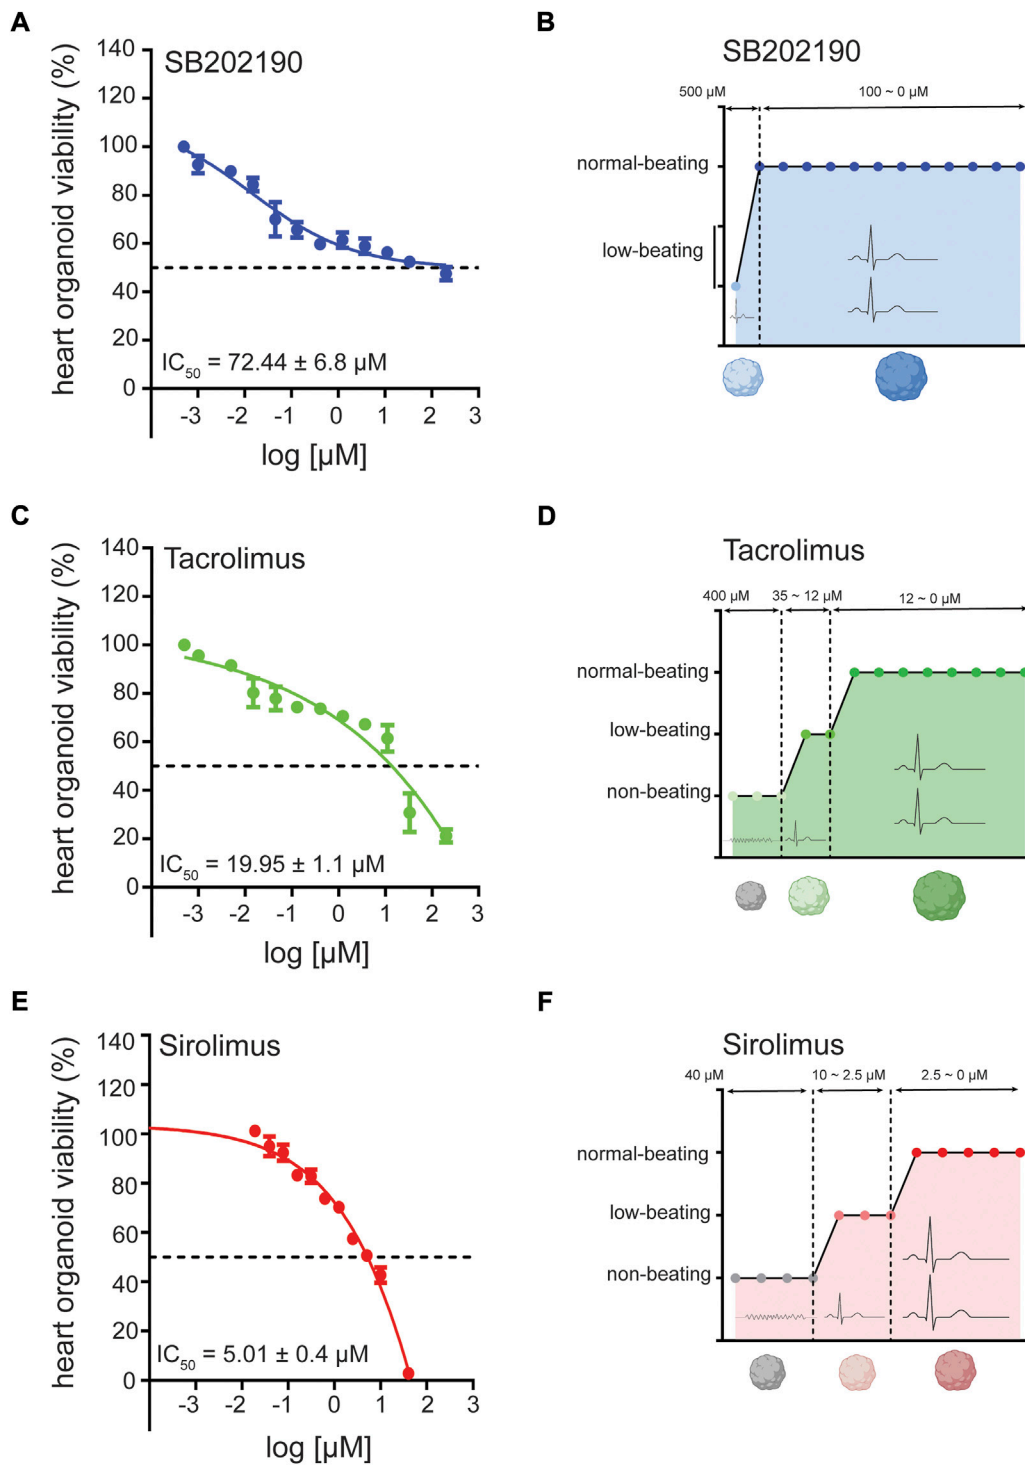 A
heart organoid viability (%)
SB202190
140
120
100
80
60
40
20
0
IC50 = 72.44 ± 6.8 µM
-3 -2 -1 0 1 2 3
log [µM]
B
SB202190
500 µM
100 ~ 0 µM
normal-beating
low-beating
C
heart organoid viability (%)
Tacrolimus
140
120
100
80
60
40
20
0
IC50 = 19.95 ± 1.1 µM
-3 -2 -1 0 1 2 3
log [µM]
D
Tacrolimus
400 µM
35 ~ 12 µM
12 ~ 0 µM
normal-beating
low-beating
non-beating
E
heart organoid viability (%)
Sirolimus
140
120
100
80
60
40
20
0
IC50 = 5.01 ± 0.4 µM
-3 -2 -1 0 1 2 3
log [µM]
F
Sirolimus
40 µM
10 ~ 2.5 µM
2.5 ~ 0 µM
normal-beating
low-beating
non-beating